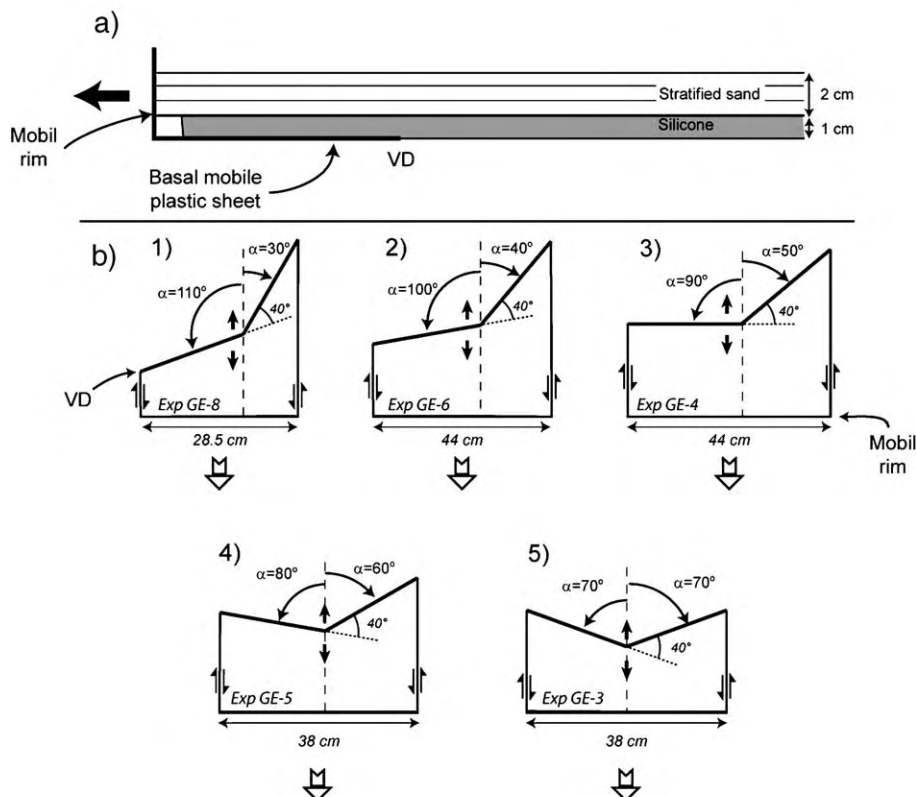 a)
Stratified sand
2 cm
Silicone
1 cm
Mobil
rim
VD
Basal mobile
plastic sheet
b)
1)
α=30°
α=110°
40°
VD
Exp GE-8
28.5 cm
2)
α=40°
α=100°
40°
Exp GE-6
44 cm
3)
α=50°
α=90°
40°
Exp GE-4
44 cm
Mobil
rim
4)
α=80°
α=60°
40°
Exp GE-5
38 cm
5)
α=70°
α=70°
40°
Exp GE-3
38 cm